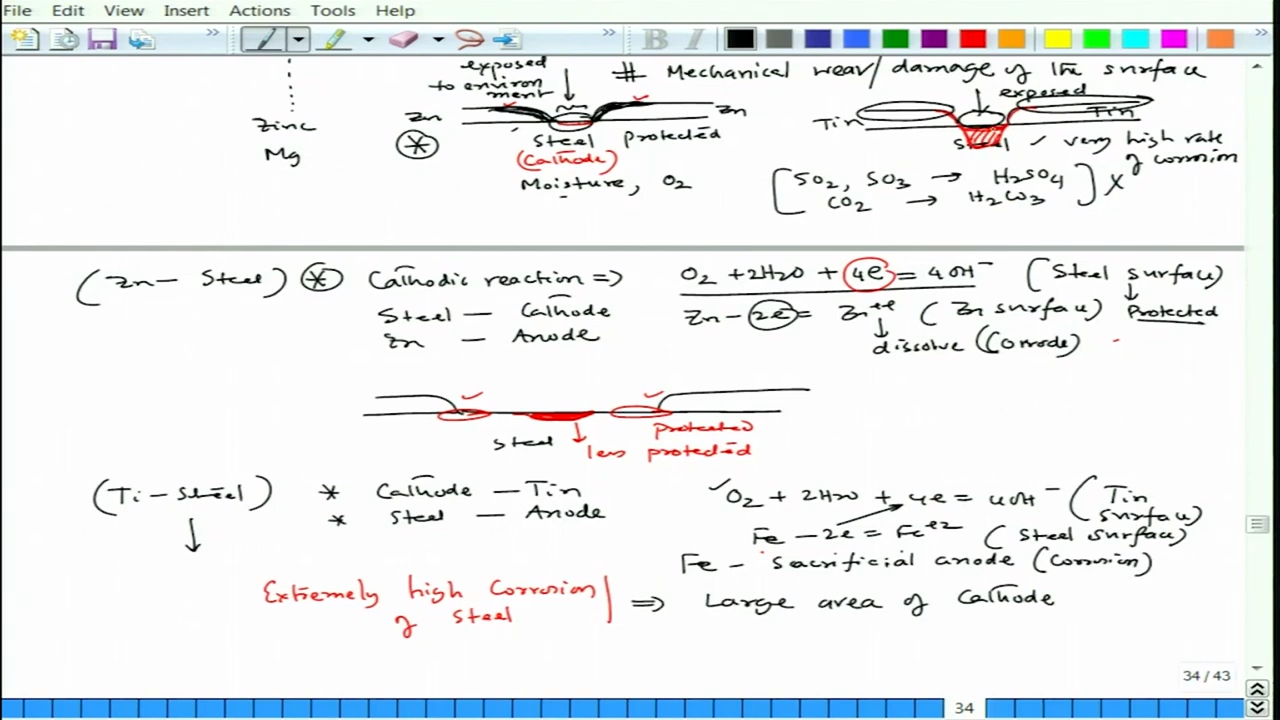 File Edit View Insert Actions Tools Help
B I
exposed
to environ
ment
# Mechanical wear/damage of the surface
exposed
Zn Zn
Tin Tin
Zinc
Mg
Steel Protected
(Cathode)
Moisture, O2
Steel very high rate
of corrosion
[SO2, SO3 → H2SO4] X
CO2 → H2CO3
(Zn - Steel) * Cathodic reaction => O2 + 2H2O + 4e = 4OH⁻ (Steel surface)
Steel - Cathode Zn - 2e = Zn++ (Zn surface) Protected
Zn - Anode dissolve (Corrode)
protected
Steel less protected
(Ti - Steel) * Cathode - Tin O2 + 2H2O + 4e = 4OH⁻ (Tin
surface)
* Steel - Anode Fe - 2e = Fe+2 (Steel surface)
Fe - Sacrificial anode (Corrosion)
Extremely high Corrosion
of Steel => Large area of Cathode
34 / 43
34